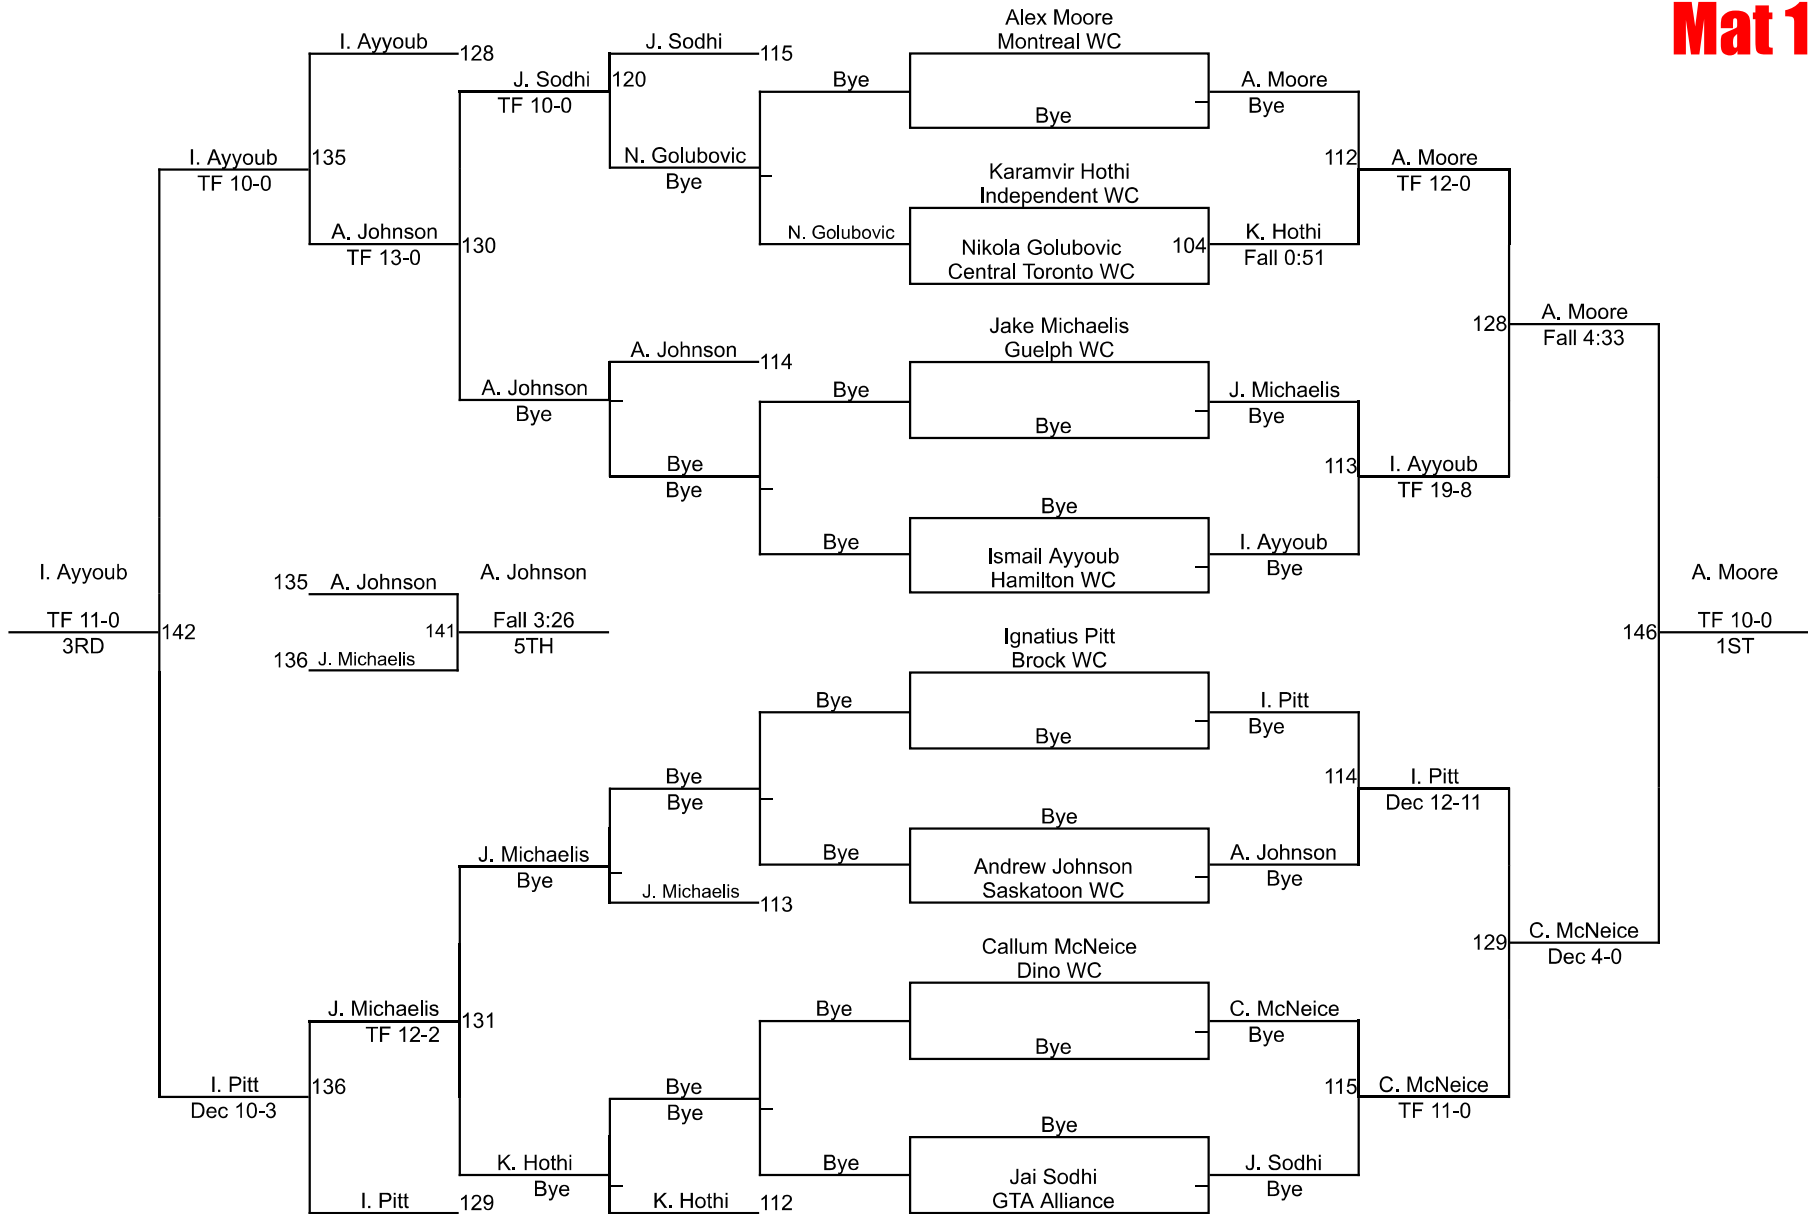 Mat 1
Alex Moore
Montreal WC
I. Ayyoub
128
J. Sodhi
115
J. Sodhi
120
TF 10-0
Bye
A. Moore
Bye
Bye
I. Ayyoub
135
TF 10-0
N. Golubovic
Bye
112
A. Moore
TF 12-0
Karamvir Hothi
Independent WC
A. Johnson
130
TF 13-0
N. Golubovic
Nikola Golubovic
104
Central Toronto WC
K. Hothi
Fall 0:51
Jake Michaelis
Guelph WC
128
A. Moore
Fall 4:33
A. Johnson
114
A. Johnson
Bye
Bye
J. Michaelis
Bye
Bye
Bye
Bye
113
I. Ayyoub
TF 19-8
Bye
Bye
Ismail Ayyoub
Hamilton WC
I. Ayyoub
Bye
I. Ayyoub
TF 11-0
142
3RD
135
A. Johnson
A. Johnson
141
Fall 3:26
5TH
136
J. Michaelis
Ignatius Pitt
Brock WC
A. Moore
146
TF 10-0
1ST
Bye
I. Pitt
Bye
Bye
Bye
Bye
114
I. Pitt
Dec 12-11
Bye
J. Michaelis
Bye
Bye
Andrew Johnson
Saskatoon WC
A. Johnson
Bye
J. Michaelis
113
Callum McNeice
Dino WC
129
C. McNeice
Dec 4-0
J. Michaelis
131
TF 12-2
Bye
C. McNeice
Bye
Bye
I. Pitt
136
Dec 10-3
Bye
Bye
115
C. McNeice
TF 11-0
Bye
K. Hothi
Bye
Bye
Jai Sodhi
GTA Alliance
J. Sodhi
Bye
I. Pitt
129
K. Hothi
112